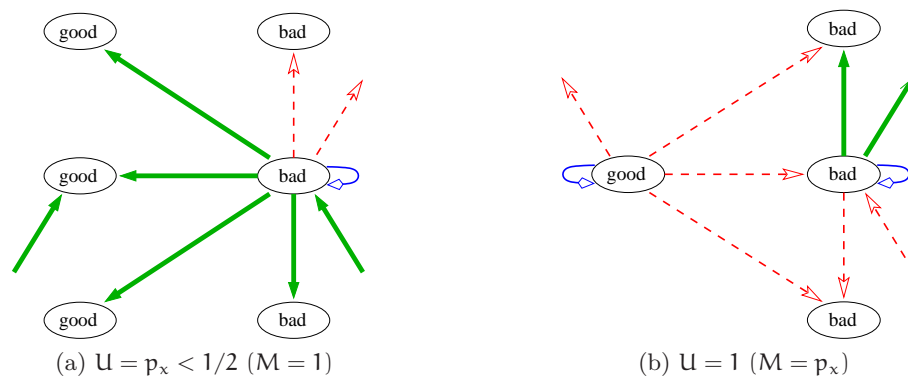 good bad bad
good bad good bad
good bad bad
(a) U = pₓ < 1/2 (M = 1) (b) U = 1 (M = pₓ)